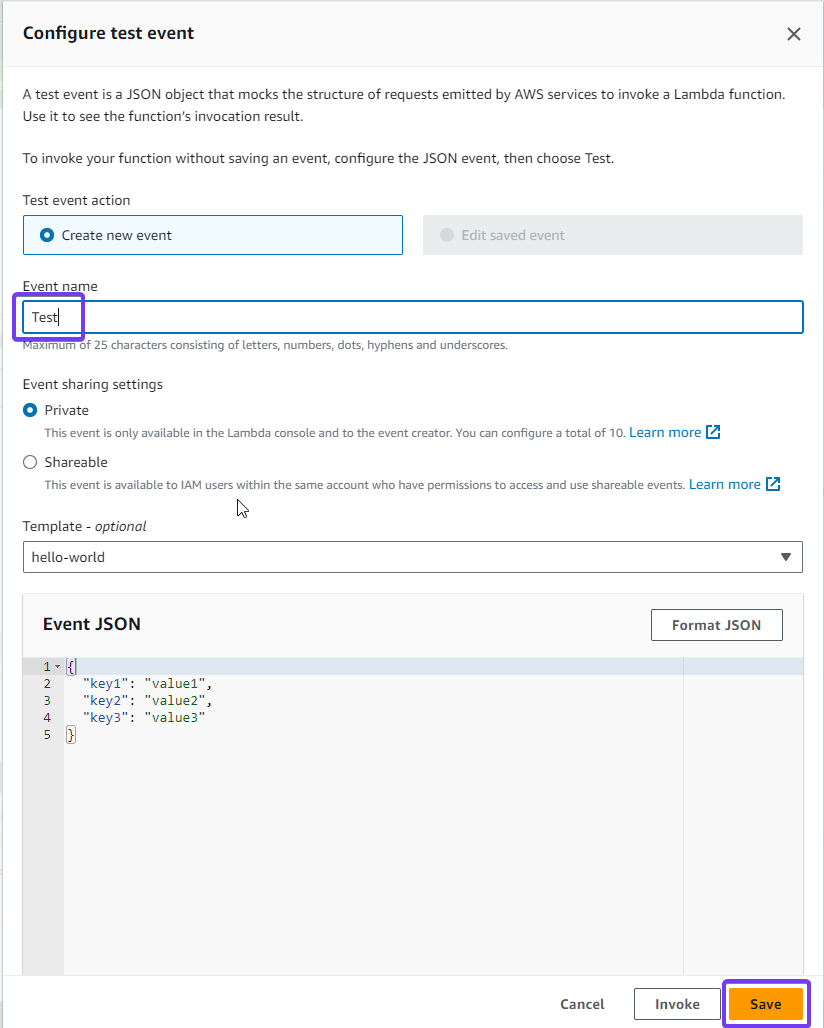 Configure test event
A test event is a JSON object that mocks the structure of requests emitted by AWS services to invoke a Lambda function.
Use it to see the function's invocation result.
To invoke your function without saving an event, configure the JSON event, then choose Test.
Test event action
Create new event
Edit saved event
Event name
Test
Maximum of 25 characters consisting of letters, numbers, dots, hyphens and underscores.
Event sharing settings
Private
This event is only available in the Lambda console and to the event creator. You can configure a total of 10. Learn more
Shareable
This event is available to IAM users within the same account who have permissions to access and use shareable events. Learn more
Template - optional
hello-world
Event JSON
Format JSON
1 {
2 "key1": "value1",
3 "key2": "value2",
4 "key3": "value3"
5 }
Cancel
Invoke
Save